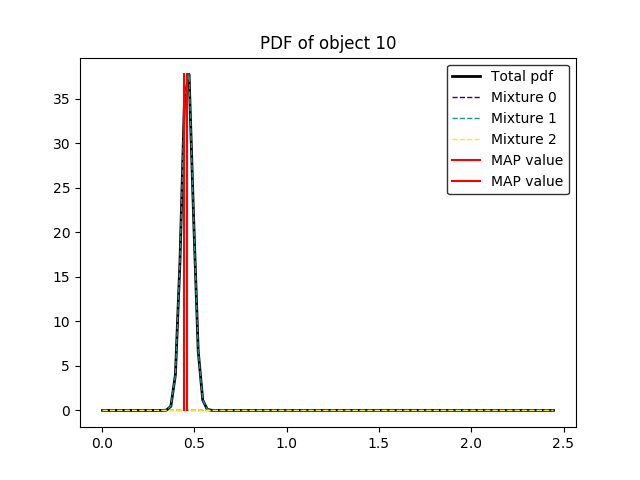 PDF of object 10
Total pdf
Mixture 0
Mixture 1
Mixture 2
MAP value
MAP value
35
30
25
20
15
10
5
0
0.0 0.5 1.0 1.5 2.0 2.5